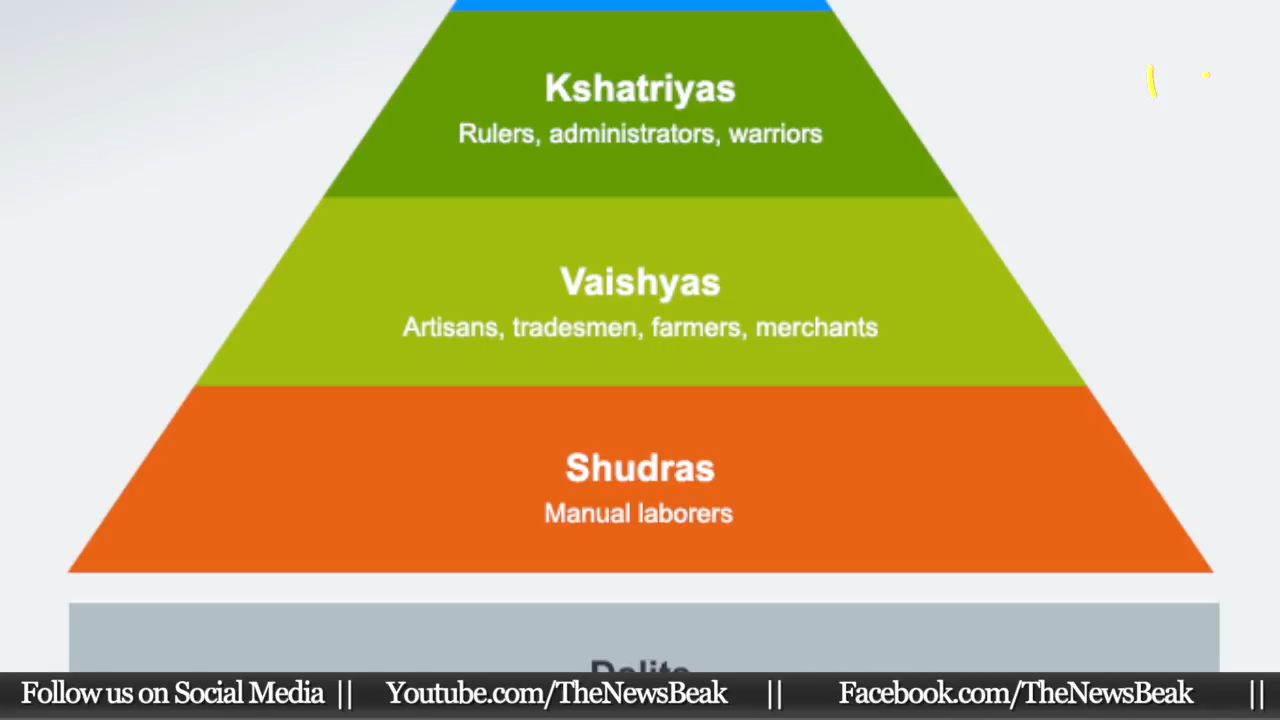 Kshatriyas
Rulers, administrators, warriors
Vaishyas
Artisans, tradesmen, farmers, merchants
Shudras
Manual laborers
Dalits
Follow us on Social Media || Youtube.com/TheNewsBeak || Facebook.com/TheNewsBeak ||